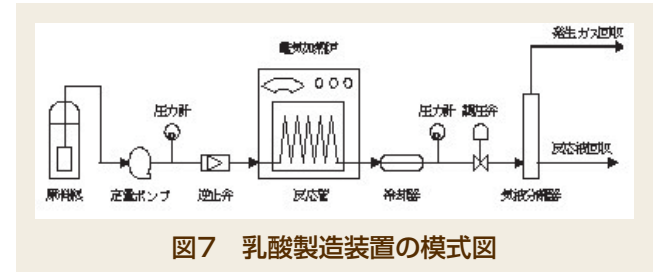 発生ガス回収
電気加熱炉
圧力計
圧力計
調圧弁
反応液回収
原料液
定量ポンプ
逆止弁
反応管
冷却器
気液分離器
図7 乳酸製造装置の模式図